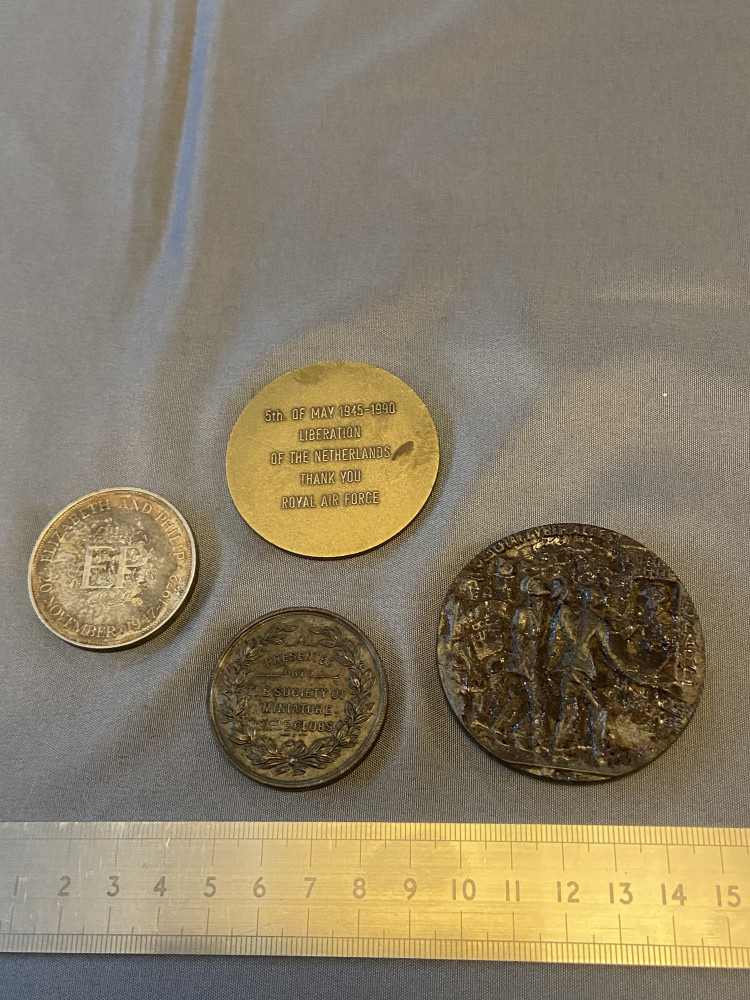 5th. OF MAY 1945-1990
LIBERATION
OF THE NETHERLANDS
THANK YOU
ROYAL AIR FORCE
ELIZABETH AND PHILIP
EP
20 NOVEMBER 1947-1972
PRESENTED
BY
THE SOCIETY OF
MINIATURE
RIFLE CLUBS
1 2 3 4 5 6 7 8 9 10 11 12 13 14 15